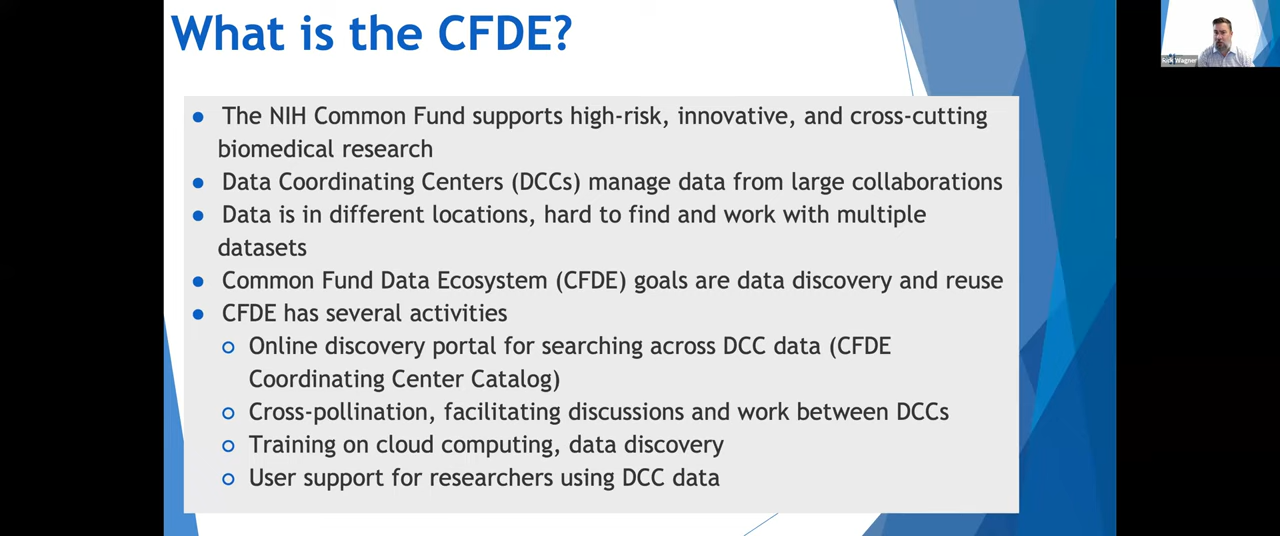 What is the CFDE?
Rick Wagner
● The NIH Common Fund supports high-risk, innovative, and cross-cutting
biomedical research
● Data Coordinating Centers (DCCs) manage data from large collaborations
● Data is in different locations, hard to find and work with multiple
datasets
● Common Fund Data Ecosystem (CFDE) goals are data discovery and reuse
● CFDE has several activities
○ Online discovery portal for searching across DCC data (CFDE
Coordinating Center Catalog)
○ Cross-pollination, facilitating discussions and work between DCCs
○ Training on cloud computing, data discovery
○ User support for researchers using DCC data